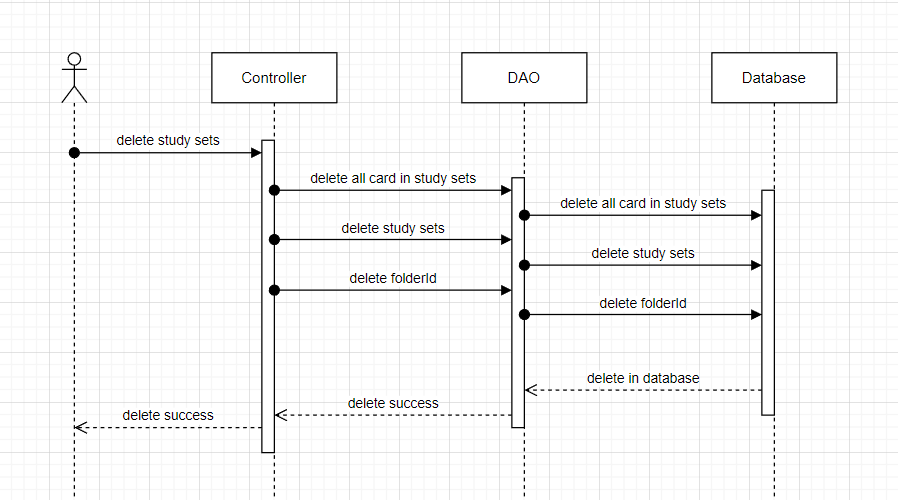 Controller
DAO
Database
delete study sets
delete all card in study sets
delete all card in study sets
delete study sets
delete study sets
delete folderId
delete folderId
delete in database
delete success
delete success